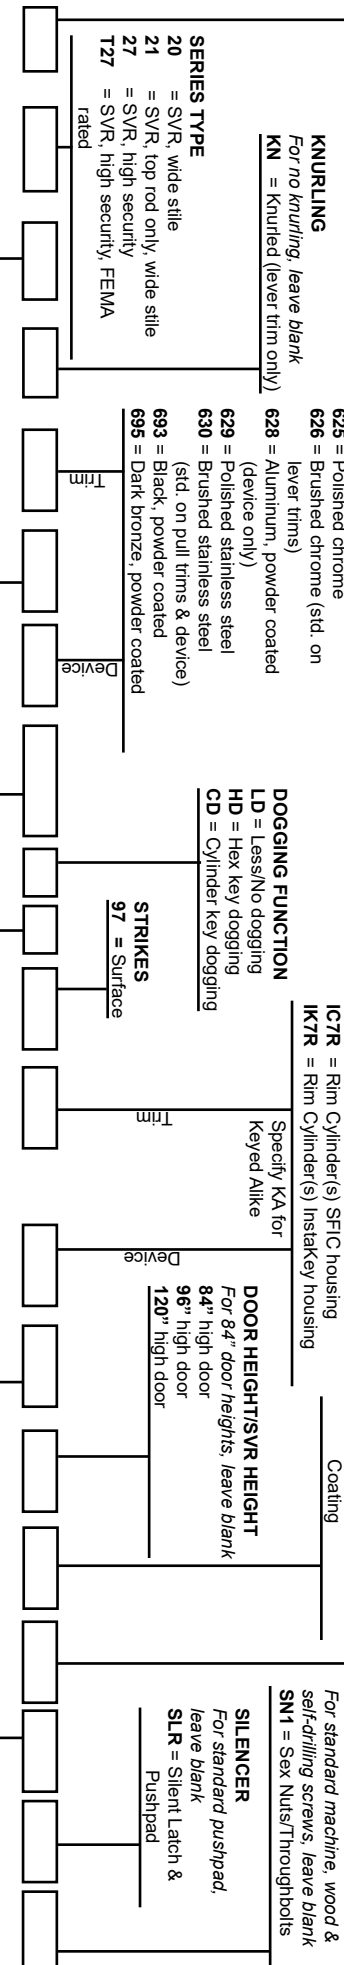 KNURLING
For no knurling, leave blank
KN = Knurled (lever trim only)
SERIES TYPE
20 = SVR, wide stile
21 = SVR, top rod only, wide stile
27 = SVR, high security
T27 = SVR, high security, FEMA
rated
625 = Polished chrome
626 = Brushed chrome (std. on
lever trims)
628 = Aluminum, powder coated
(device only)
629 = Polished stainless steel
630 = Brushed stainless steel
(std. on pull trims & device)
693 = Black, powder coated
695 = Dark bronze, powder coated
Trim
Device
DOGGING FUNCTION
LD = Less/No dogging
HD = Hex key dogging
CD = Cylinder key dogging
STRIKES
97 = Surface
IC7R = Rim Cylinder(s) SFIC housing
IK7R = Rim Cylinder(s) InstaKey housing
Specify KA for
Keyed Alike
Trim
Device
DOOR HEIGHT/SVR HEIGHT
For 84” door heights, leave blank
84” high door
96” high door
120” high door
Coating
For standard machine, wood &
self-drilling screws, leave blank
SN1 = Sex Nuts/Throughbolts
SILENCER
For standard pushpad,
leave blank
SLR = Silent Latch &
Pushpad